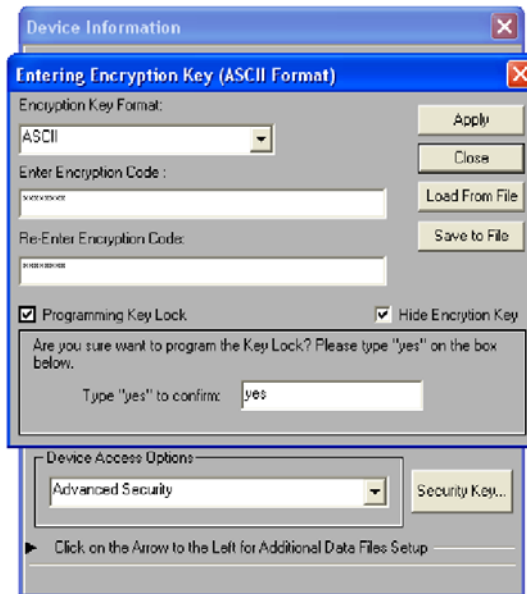 Device Information
Entering Encryption Key (ASCII Format)
Encryption Key Format:
ASCII
Apply
Close
Enter Encryption Code :
********
Load From File
Re-Enter Encryption Code:
Save to File
********
Programming Key Lock
Hide Encrytion Key
Are you sure want to program the Key Lock? Please type "yes" on the box
below.
Type "yes" to confirm:
yes
Device Access Options
Advanced Security
Security Key...
Click on the Arrow to the Left for Additional Data Files Setup